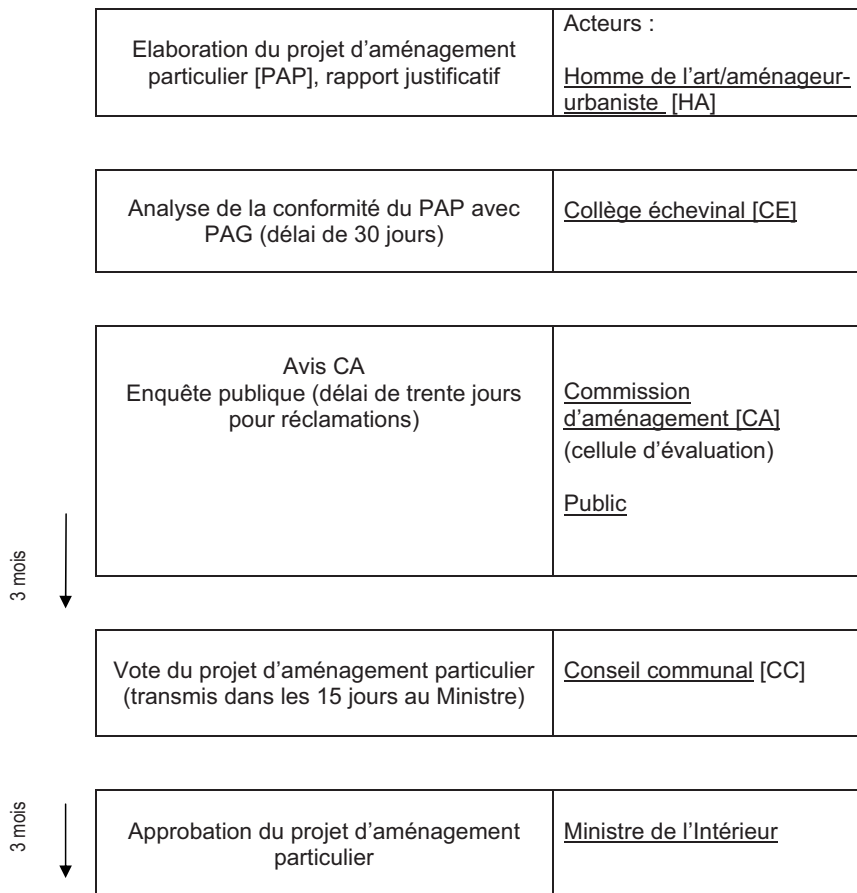 Elaboration du projet d'aménagement
particulier [PAP], rapport justificatif
Acteurs :
Homme de l'art/aménageur-
urbaniste [HA]
Analyse de la conformité du PAP avec
PAG (délai de 30 jours)
Collège échevinal [CE]
Avis CA
Enquête publique (délai de trente jours
pour réclamations)
Commission
d'aménagement [CA]
(cellule d'évaluation)
Public
3 mois
Vote du projet d'aménagement particulier
(transmis dans les 15 jours au Ministre)
Conseil communal [CC]
3 mois
Approbation du projet d'aménagement
particulier
Ministre de l'Intérieur